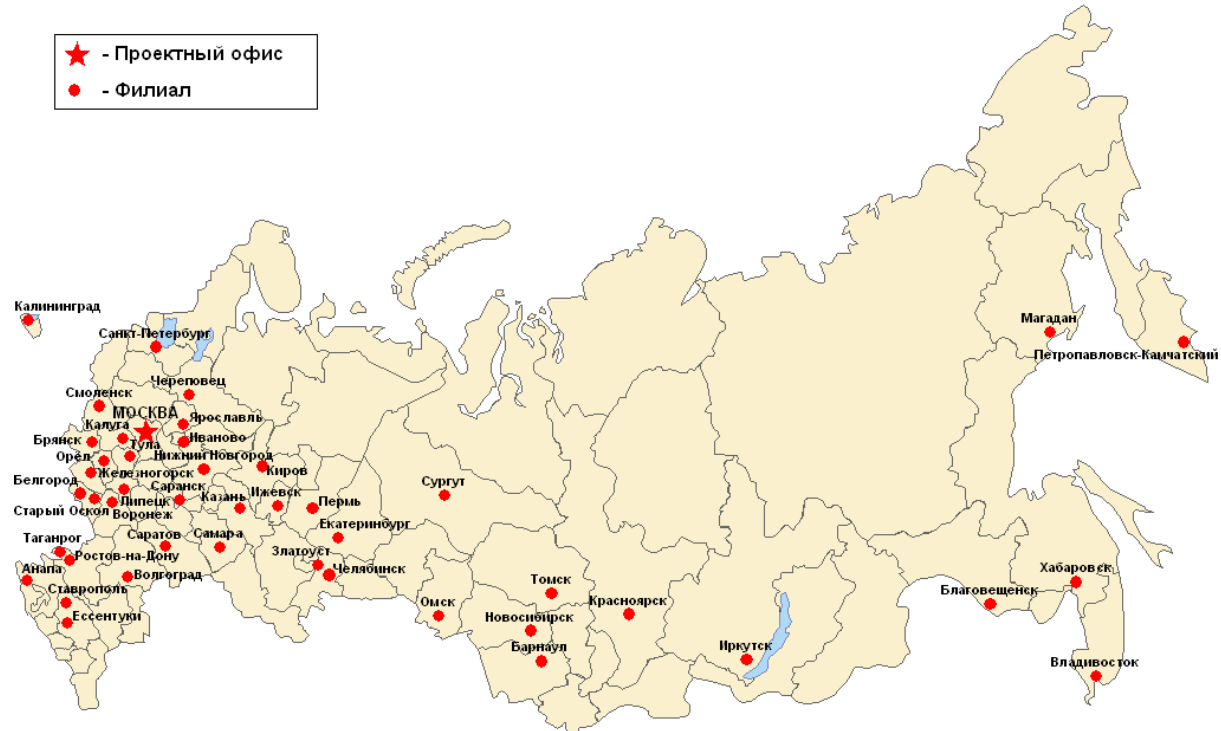 - Проектный офис
- Филиал
Калининград
Санкт-Петербург
Магадан
Петропавловск-Камчатский
Череповец
Смоленск
МОСКВА
Ярославль
Калуга
Брянск
Тула
Иваново
Орёл
Нижний Новгород
Железногорск
Киров
Белгород
Саранск
Казань
Ижевск
Пермь
Сургут
Старый Оскол
Липецк
Воронеж
Екатеринбург
Таганрог
Саратов
Самара
Ростов-на-Дону
Златоуст
Челябинск
Анапа
Волгоград
Ставрополь
Ессентуки
Омск
Томск
Красноярск
Новосибирск
Барнаул
Иркутск
Хабаровск
Благовещенск
Владивосток